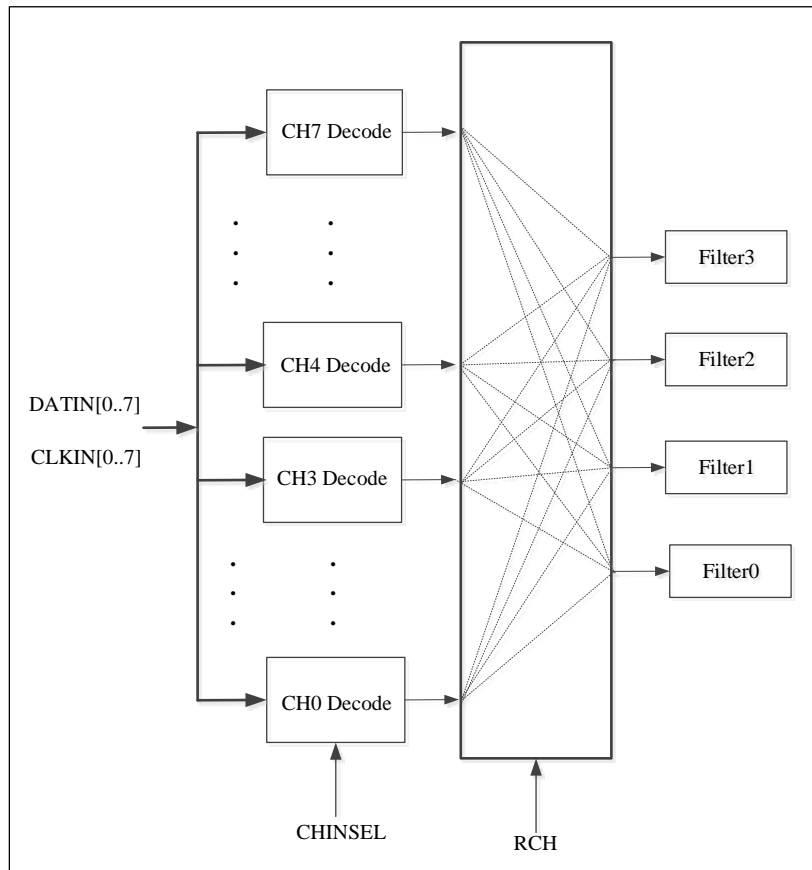 CH7 Decode
Filter3
CH4 Decode
Filter2
DATIN[0..7]
CLKIN[0..7]
CH3 Decode
Filter1
Filter0
CH0 Decode
CHINSEL
RCH